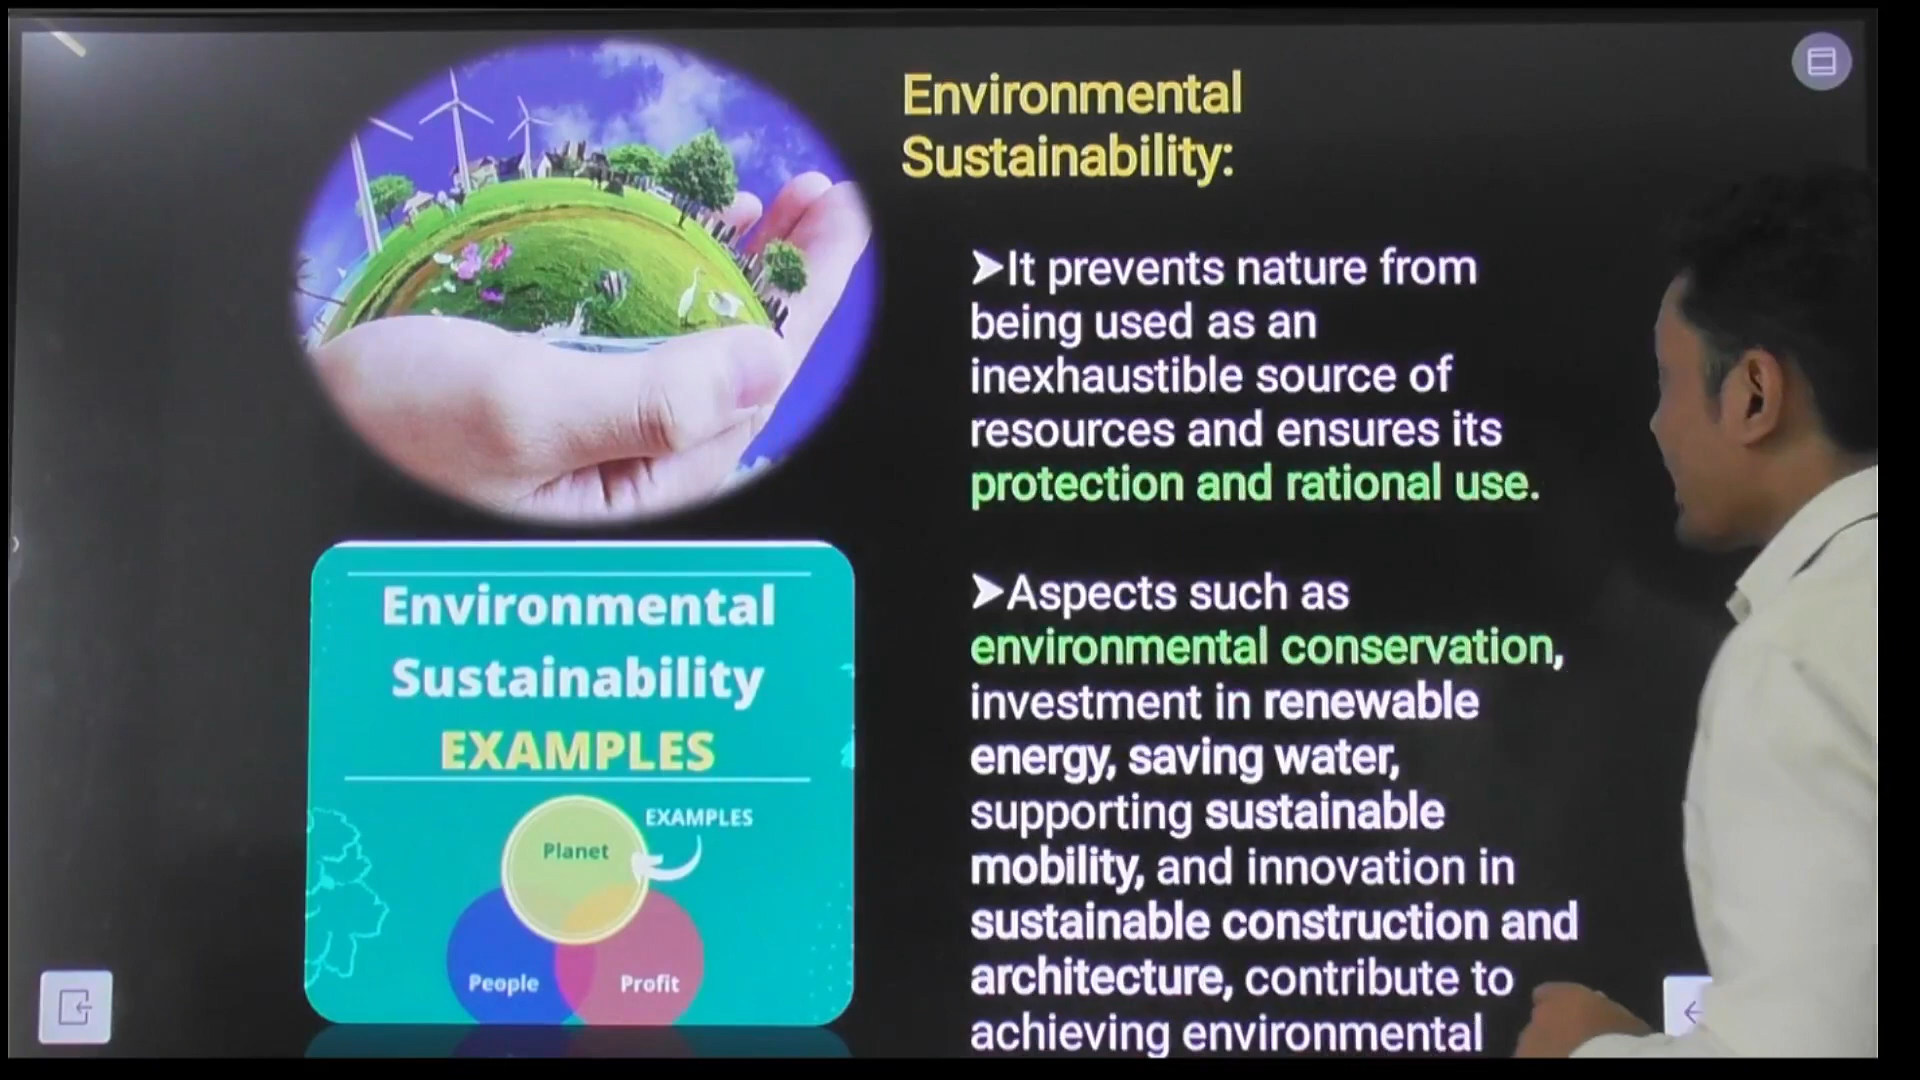 Environmental
Sustainability:
➤It prevents nature from
being used as an
inexhaustible source of
resources and ensures its
protection and rational use.
➤Aspects such as
environmental conservation,
investment in renewable
energy, saving water,
supporting sustainable
mobility, and innovation in
sustainable construction and
architecture, contribute to
achieving environmental
Environmental
Sustainability
EXAMPLES
EXAMPLES
Planet
People
Profit